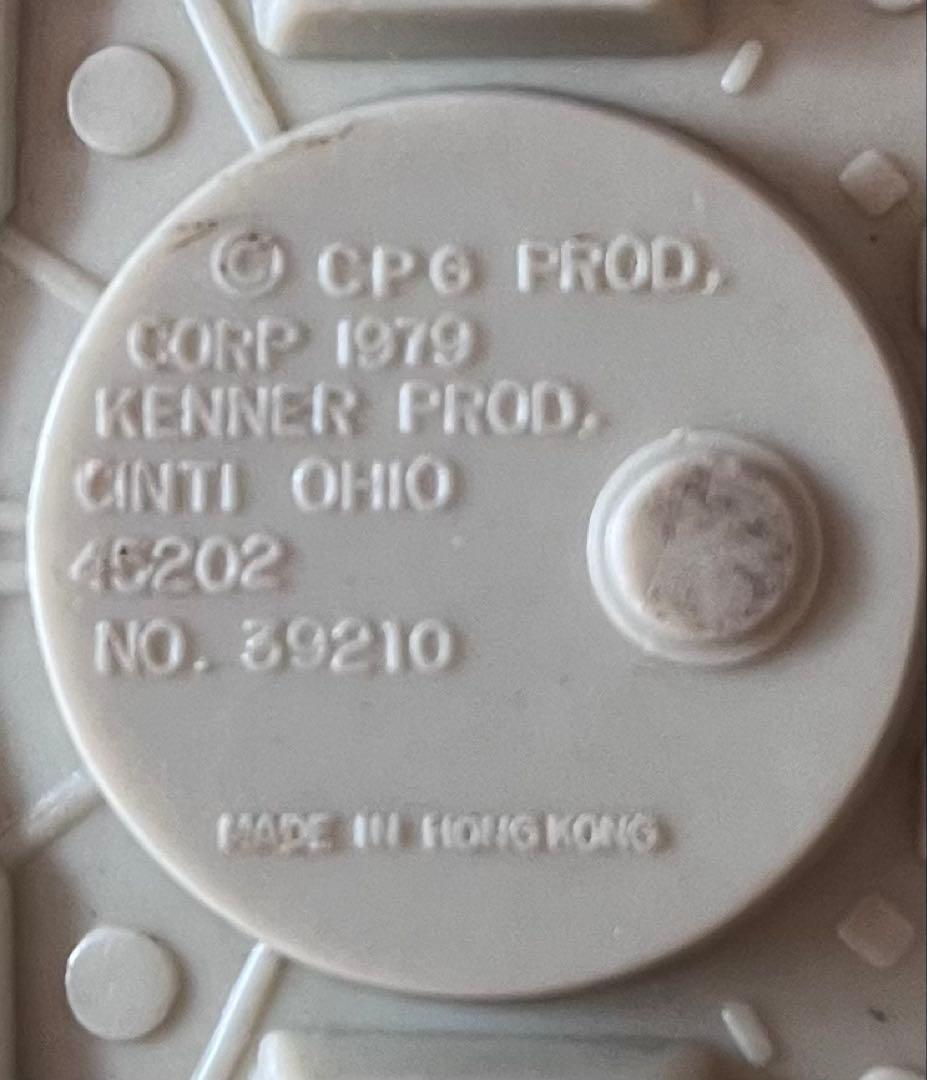 © CPG PROD.
CORP 1979
KENNER PROD.
CINTI OHIO
45202
NO. 39210
MADE IN HONG KONG